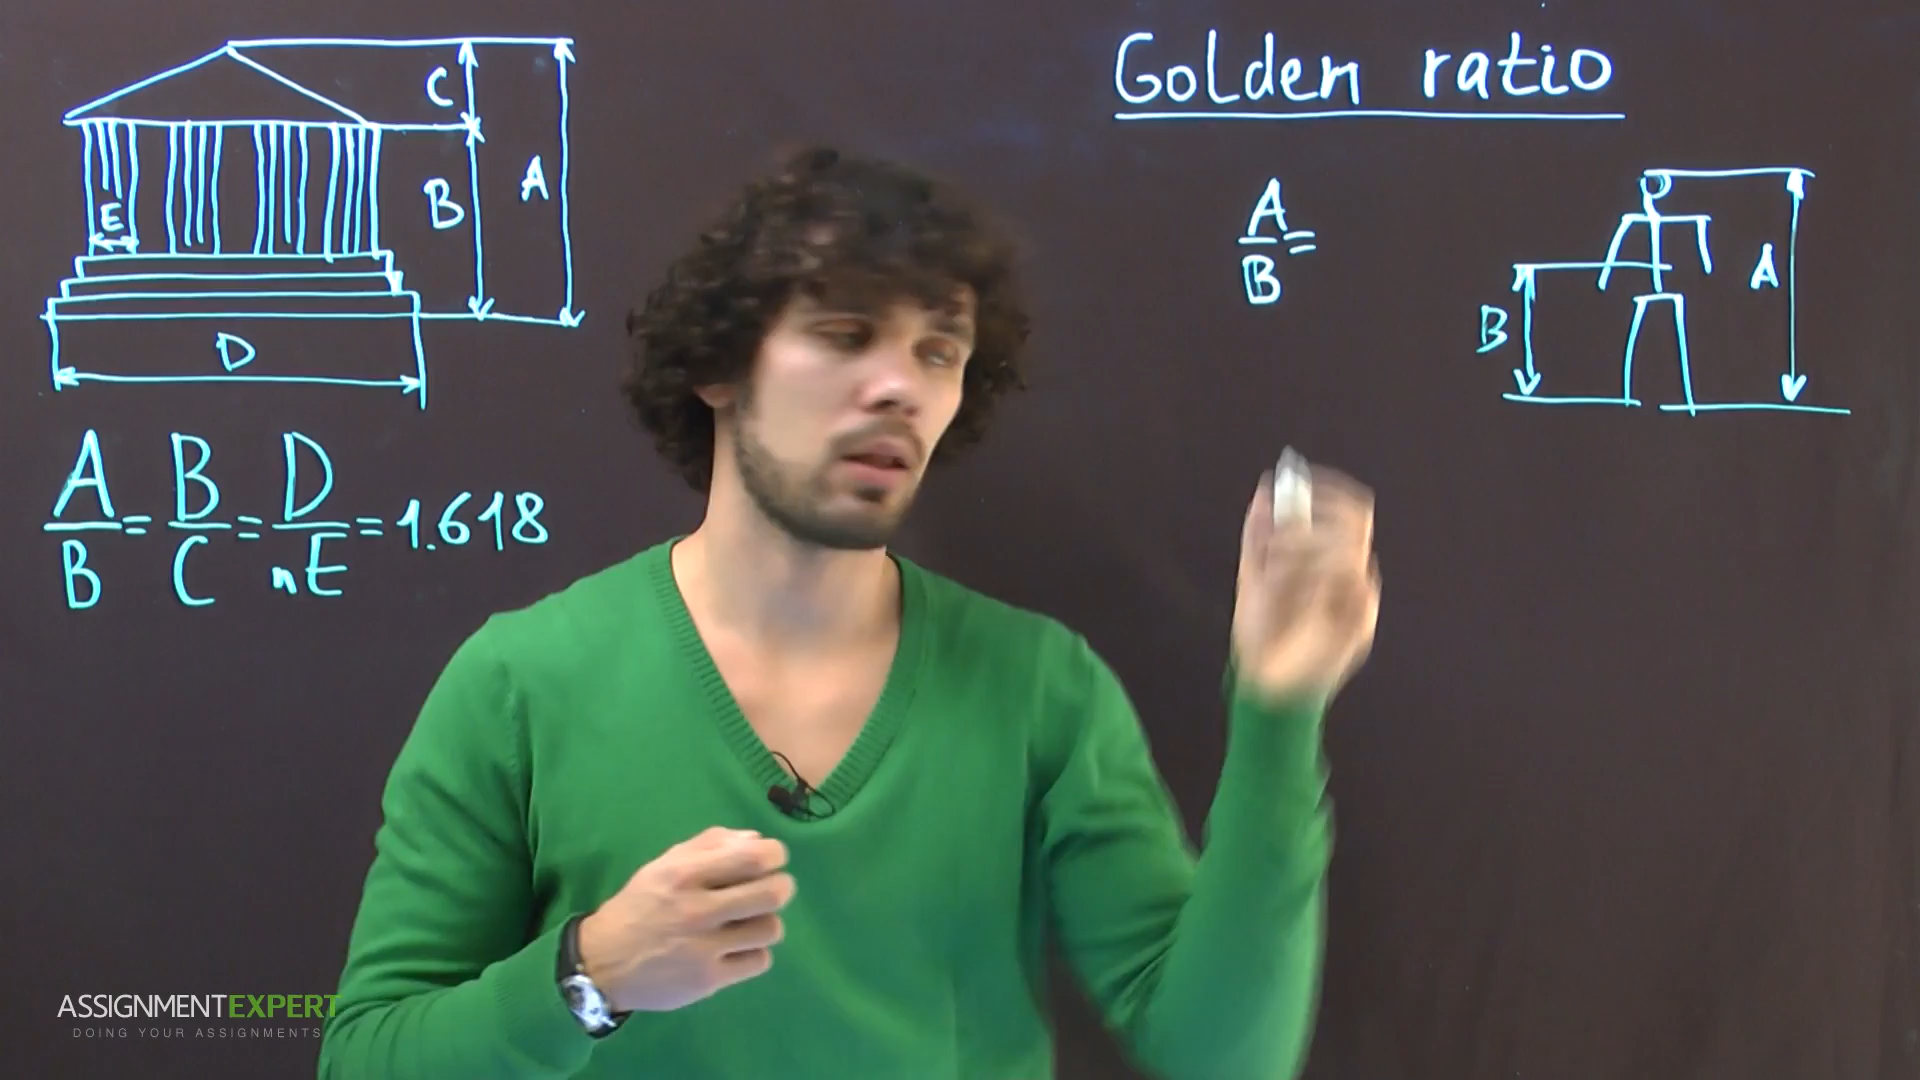 Golden ratio
C
B
A
E
D
A/B = B/C = D/nE = 1.618
A/B =
B
A
ASSIGNMENTEXPERT
DOING YOUR ASSIGNMENTS